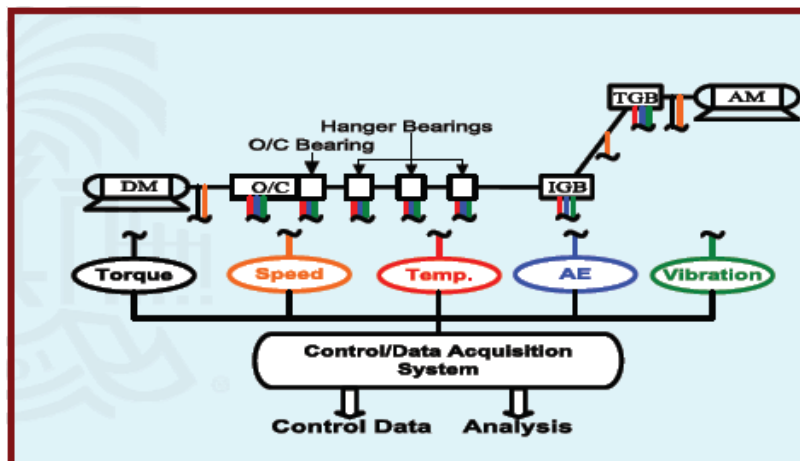 TGB
AM
Hanger Bearings
O/C Bearing
DM
O/C
IGB
Torque
Speed
Temp.
AE
Vibration
Control/Data Acquisition
System
Control Data
Analysis